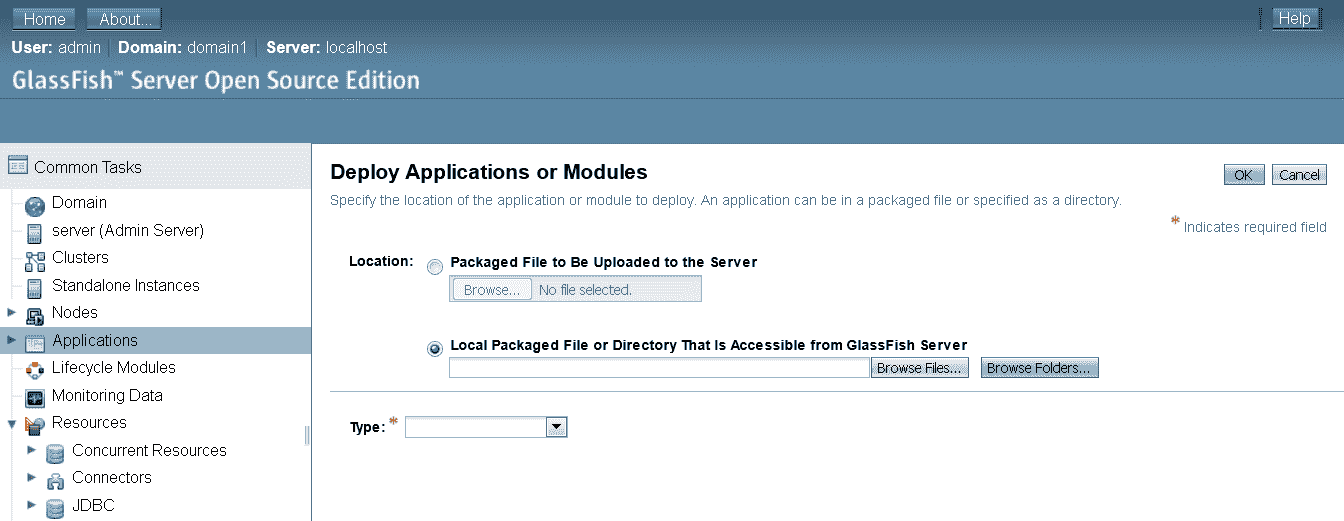 Home About... Help
User: admin Domain: domain1 Server: localhost
GlassFish™ Server Open Source Edition
Common Tasks
Domain
server (Admin Server)
Clusters
Standalone Instances
Nodes
Applications
Lifecycle Modules
Monitoring Data
Resources
Concurrent Resources
Connectors
JDBC
Deploy Applications or Modules
OK Cancel
Specify the location of the application or module to deploy. An application can be in a packaged file or specified as a directory.
* Indicates required field
Location: Packaged File to Be Uploaded to the Server
Browse... No file selected.
Local Packaged File or Directory That Is Accessible from GlassFish Server
Browse Files... Browse Folders...
Type: *